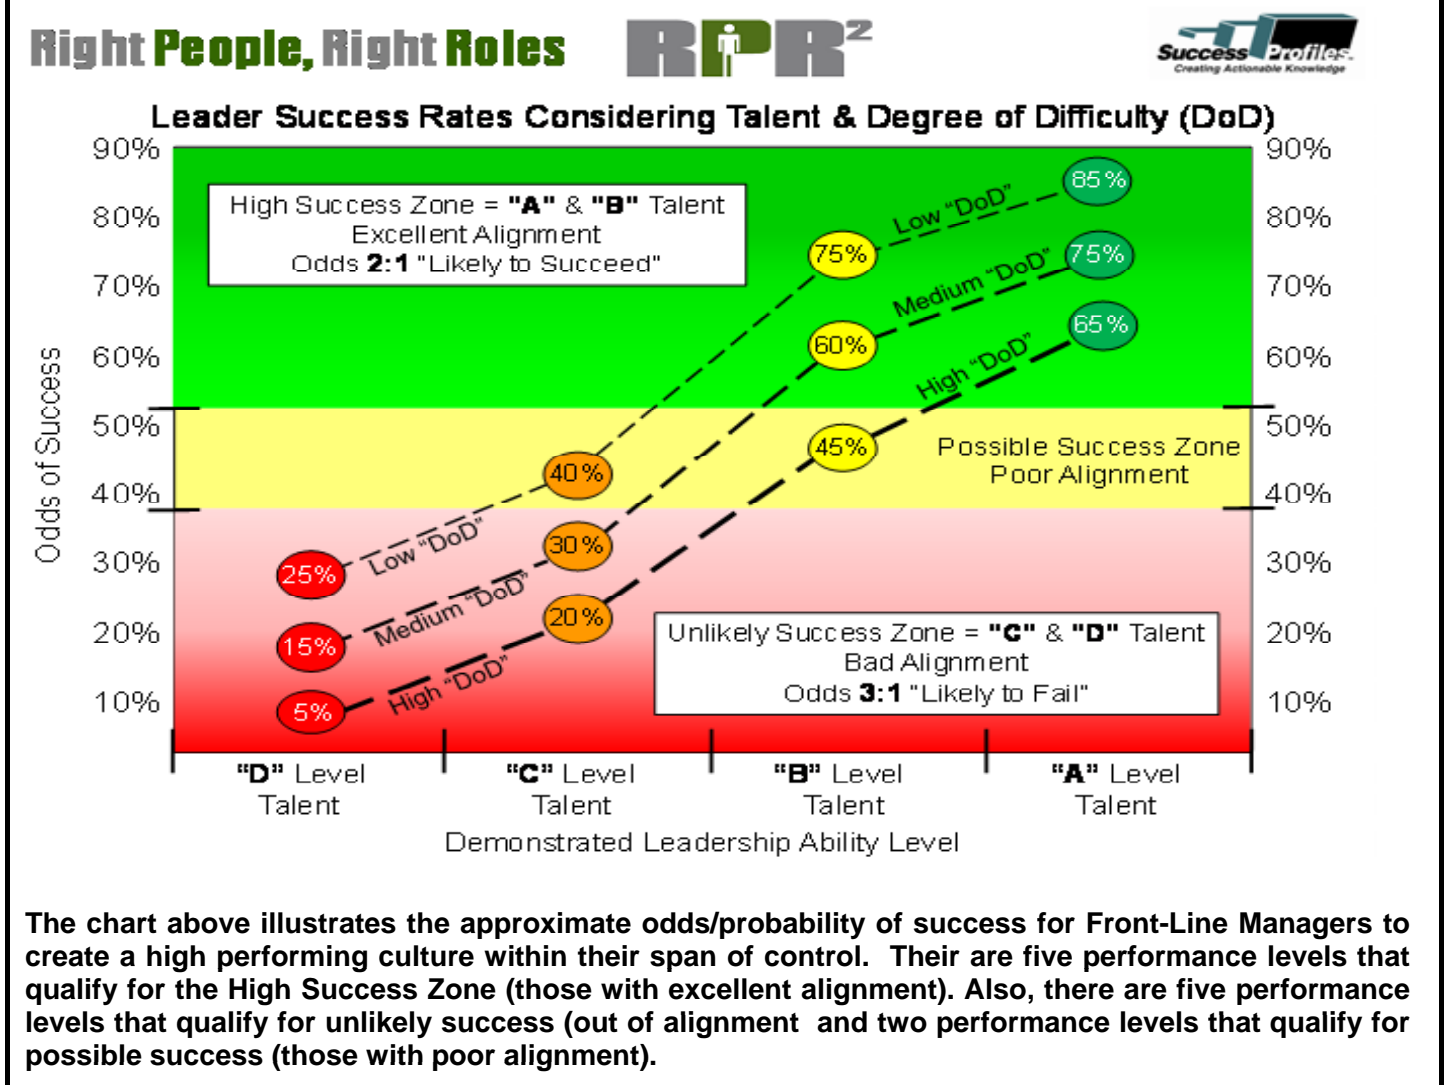 Right People, Right Roles
RPR²
Success Profiles.
Creating Actionable Knowledge
Leader Success Rates Considering Talent & Degree of Difficulty (DoD)
90%
90%
High Success Zone = "A" & "B" Talent
Excellent Alignment
Odds 2:1 "Likely to Succeed"
85%
Low “DoD”
80%
80%
75%
75%
Medium “DoD”
70%
70%
65%
60%
60%
60%
High “DoD”
Odds of Success
50%
50%
45%
Possible Success Zone
Poor Alignment
40%
40%
40%
30%
30%
30%
Low “DoD”
25%
Medium “DoD”
20%
20%
20%
15%
Unlikely Success Zone = "C" & "D" Talent
Bad Alignment
Odds 3:1 "Likely to Fail"
High “DoD”
10%
10%
5%
“D” Level
Talent
“C” Level
Talent
“B” Level
Talent
“A” Level
Talent
Demonstrated Leadership Ability Level
The chart above illustrates the approximate odds/probability of success for Front-Line Managers to
create a high performing culture within their span of control.  Their are five performance levels that
qualify for the High Success Zone (those with excellent alignment). Also, there are five performance
levels that qualify for unlikely success (out of alignment  and two performance levels that qualify for
possible success (those with poor alignment).